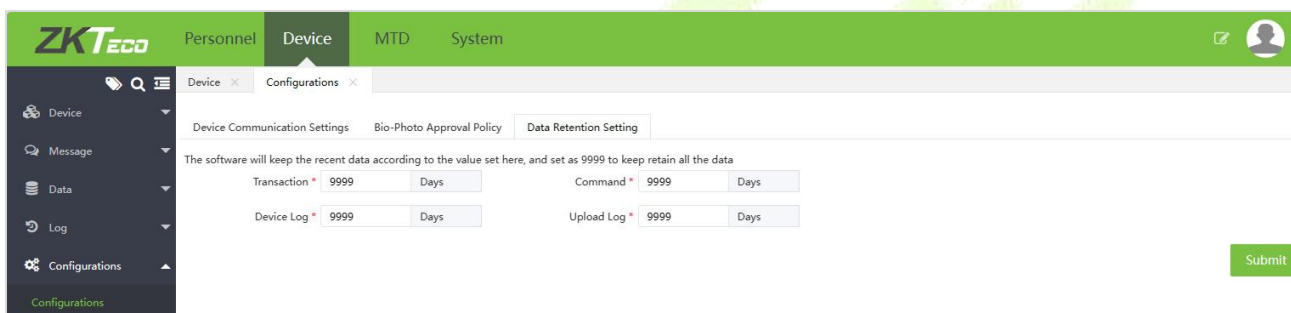 ZKTECO Personnel Device MTD System
Device Configurations
Device
Device Communication Settings Bio-Photo Approval Policy Data Retention Setting
Message
The software will keep the recent data according to the value set here, and set as 9999 to keep retain all the data
Transaction * 9999 Days Command * 9999 Days
Data
Device Log * 9999 Days Upload Log * 9999 Days
Log
Configurations
Submit
Configurations